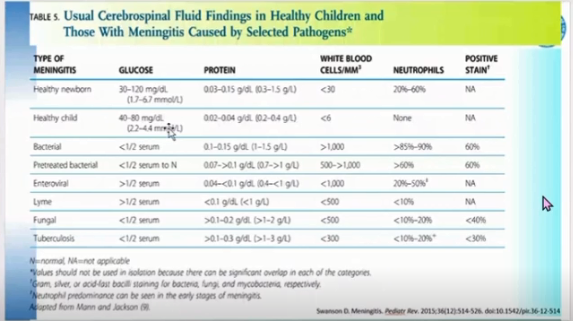 TABLE 5. Usual Cerebrospinal Fluid Findings in Healthy Children and
Those With Meningitis Caused by Selected Pathogens*
TYPE OF MENINGITIS GLUCOSE PROTEIN WHITE BLOOD CELLS/MM³ NEUTROPHILS POSITIVE STAIN†
Healthy newborn 30–120 mg/dL 0.03–0.15 g/dL (0.3–1.5 g/L) <30 20%–60% NA
(1.7–6.7 mmol/L)
Healthy child 40–80 mg/dL 0.02–0.04 g/dL (0.2–0.4 g/L) <6 None NA
(2.2–4.4 mmol/L)
Bacterial <1/2 serum 0.1–0.15 g/dL (1–1.5 g/L) >1,000 >85%–90% 60%
Pretreated bacterial <1/2 serum to N 0.07–>0.1 g/dL (0.7–>1 g/L) 500–>1,000 >60% 60%
Enteroviral >1/2 serum 0.04–<0.1 g/dL (0.4–<1 g/L) <1,000 20%–50%‡ NA
Lyme >1/2 serum <0.1 g/dL (<1 g/L) <500 <10% NA
Fungal <1/2 serum >0.1–0.2 g/dL (>1–2 g/L) <500 <10%–20% <40%
Tuberculosis <1/2 serum >0.1–0.3 g/dL (>1–3 g/L) <300 <10%–20% <30%
N=normal, NA=not applicable
*Values should not be used in isolation because there can be significant overlap in each of the categories.
†Gram, silver, or acid-fast bacilli staining for bacteria, fungi, and mycobacteria, respectively.
‡Neutrophil predominance can be seen in the early stages of meningitis.
Adapted from Mann and Jackson (9).
Swanson D. Meningitis. Pediatr Rev. 2015;36(12):514-526. doi:10.1542/pir.36-12-514